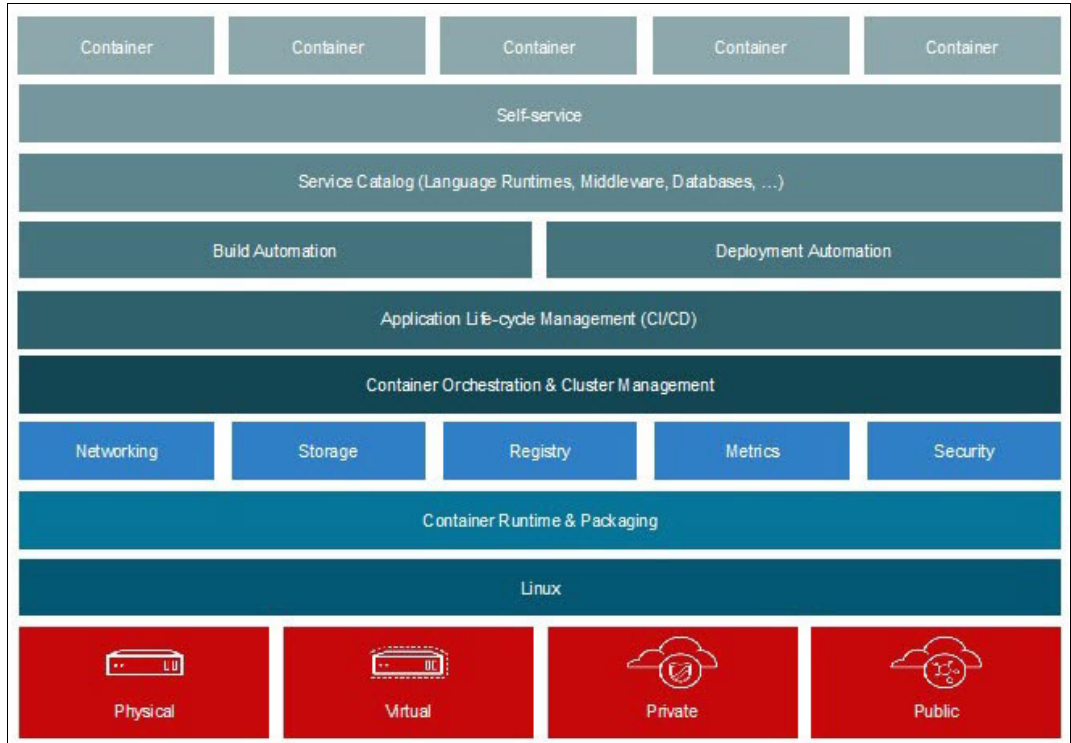 Container
Container
Container
Container
Container
Self-service
Service Catalog (Language Runtimes, Middleware, Databases, ...)
Build Automation
Deployment Automation
Application Life-cycle Management (CI/CD)
Container Orchestration & Cluster Management
Networking
Storage
Registry
Metrics
Security
Container Runtime & Packaging
Linux
Physical
Virtual
Private
Public